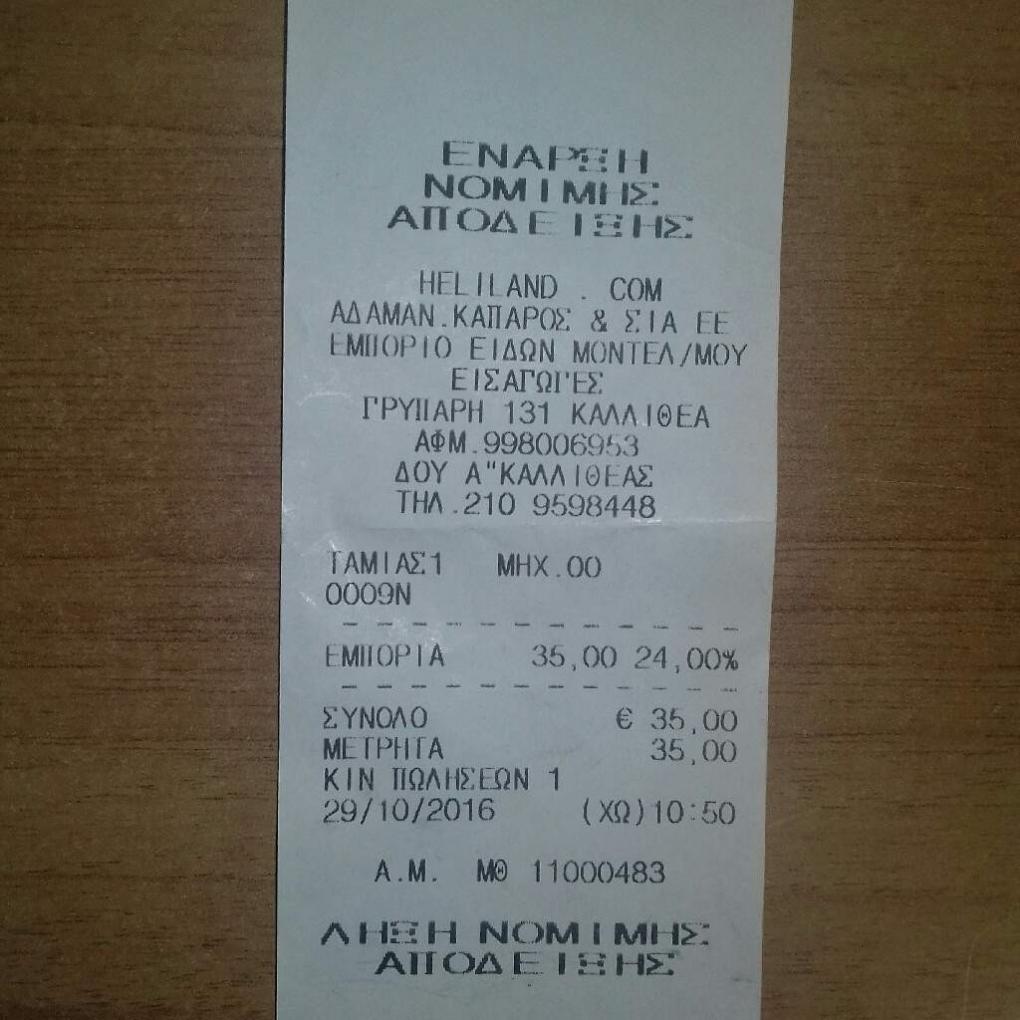 ΕΝΑΡΞΗ
ΝΟΜΙΜΗΣ
ΑΠΟΔΕΙΞΗΣ
HELILAND . COM
ΑΔΑΜΑΝ.ΚΑΠΑΡΟΣ & ΣΙΑ ΕΕ
ΕΜΠΟΡΙΟ ΕΙΔΩΝ ΜΟΝΤΕΛ/ΜΟΥ
ΕΙΣΑΓΩΓΕΣ
ΓΡΥΠΑΡΗ 131 ΚΑΛΛΙΘΕΑ
ΑΦΜ.998006953
ΔΟΥ Α"ΚΑΛΛΙΘΕΑΣ
ΤΗΛ.210 9598448
ΤΑΜΙΑΣ1 ΜΗΧ.00
0009N
ΕΜΠΟΡΙΑ 35,00 24,00%
ΣΥΝΟΛΟ € 35,00
ΜΕΤΡΗΤΑ 35,00
ΚΙΝ ΠΩΛΗΣΕΩΝ 1
29/10/2016 (ΧΩ)10:50
Α.Μ. ΜΘ 11000483
ΛΗΞΗ ΝΟΜΙΜΗΣ
ΑΠΟΔΕΙΞΗΣ